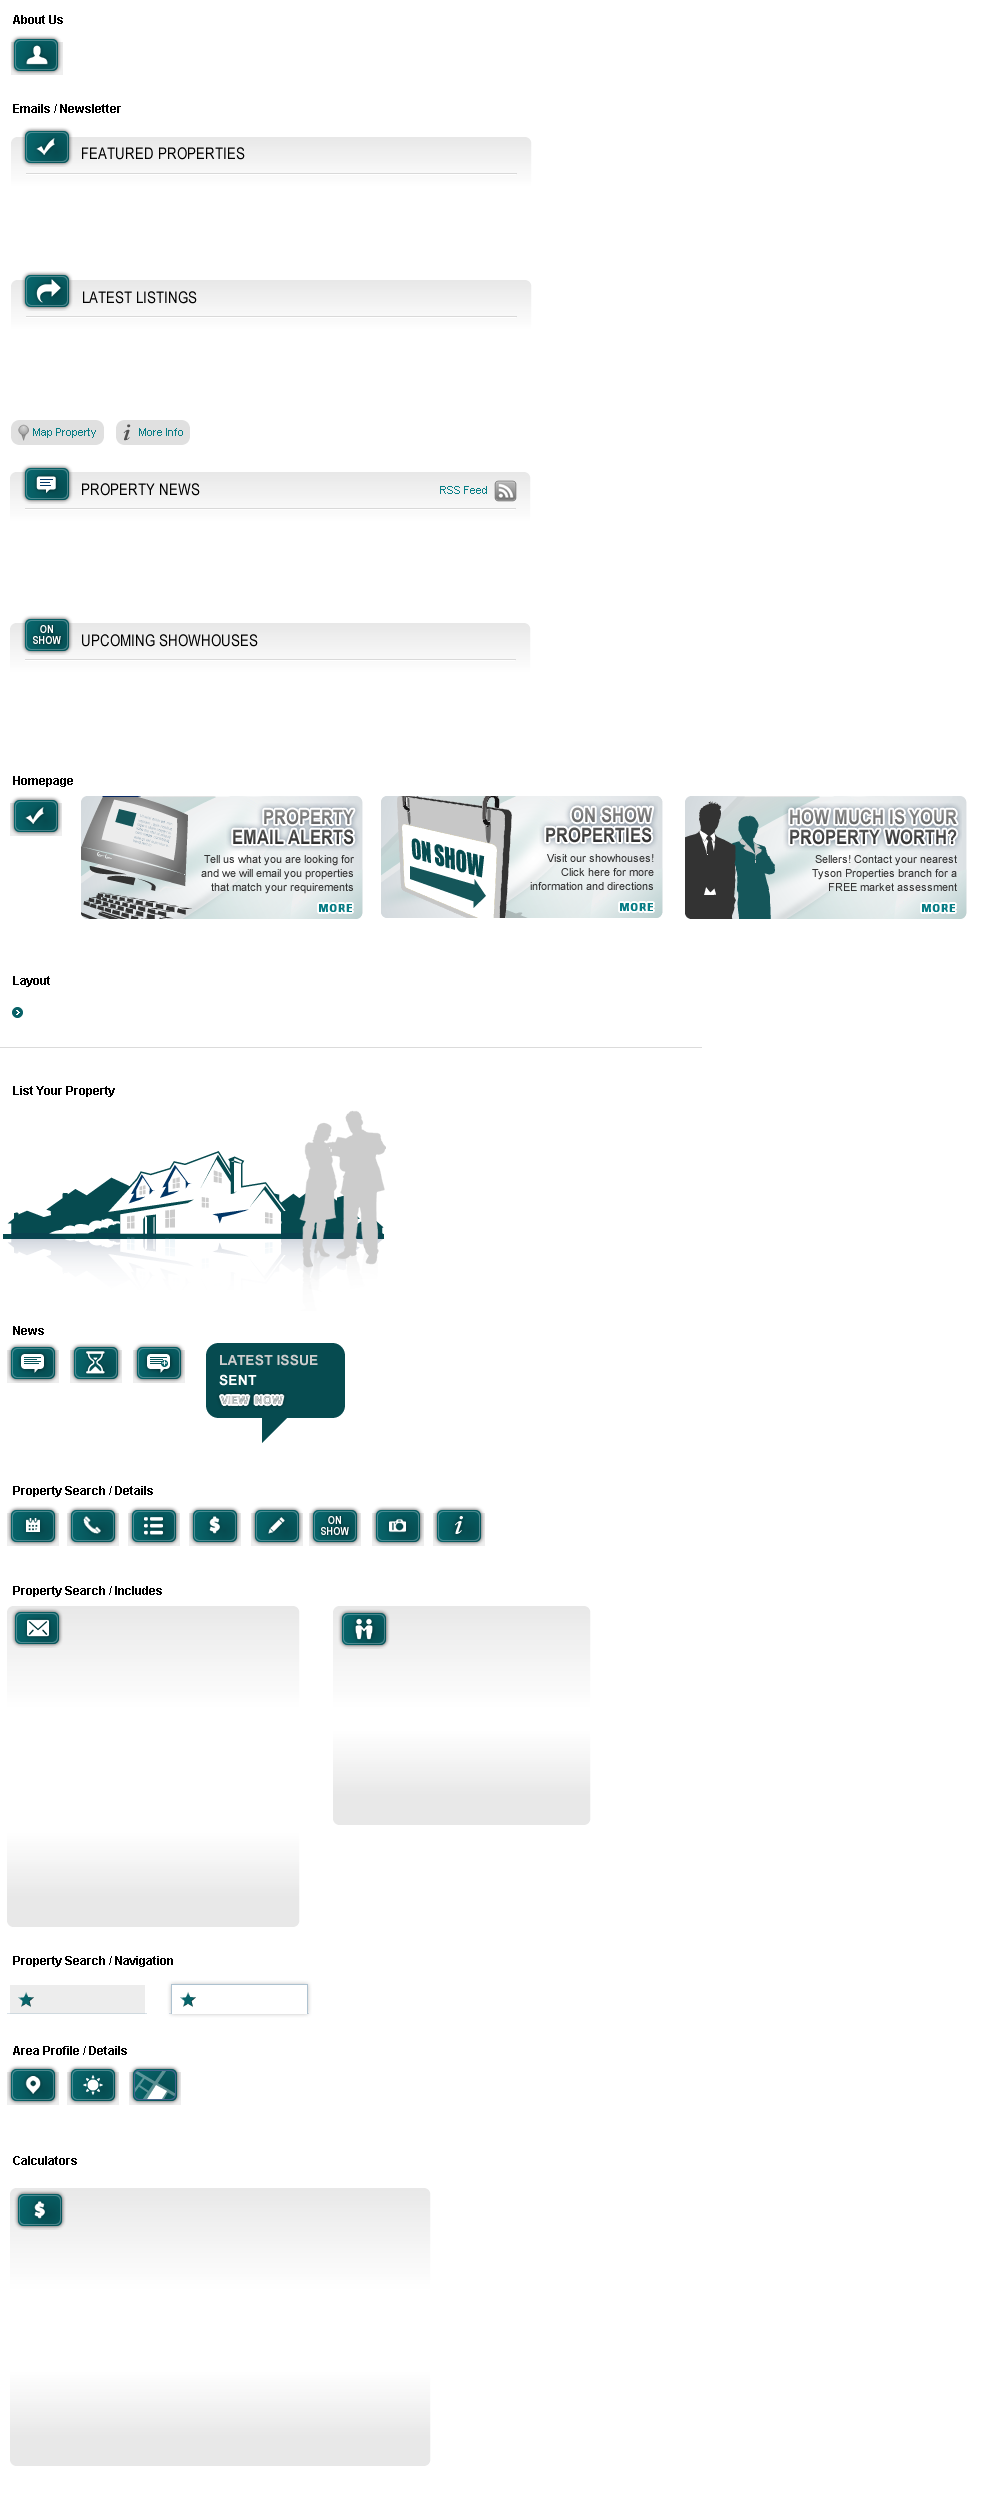 About Us
Emails / Newsletter
FEATURED PROPERTIES
LATEST LISTINGS
Map Property
More Info
PROPERTY NEWS
RSS Feed
ON
SHOW
UPCOMING SHOWHOUSES
Homepage
PROPERTY
EMAIL ALERTS
Tell us what you are looking for
and we will email you properties
that match your requirements
MORE
ON SHOW
ON SHOW
PROPERTIES
Visit our showhouses!
Click here for more
information and directions
MORE
HOW MUCH IS YOUR
PROPERTY WORTH?
Sellers! Contact your nearest
Tyson Properties branch for a
FREE market assessment
MORE
Layout
List Your Property
News
LATEST ISSUE
SENT
VIEW NOW
Property Search / Details
$
ON
SHOW
i
Property Search / Includes
Property Search / Navigation
Area Profile / Details
Calculators
$